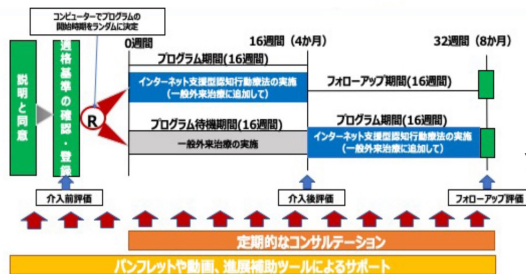 コンピューターでプログラムの
開始時期をランダムに決定
0週間
16週間（4か月）
32週間（8か月）
説明と同意
適格基準の確認・登録
R
プログラム期間(16週間)
インターネット支援型認知行動療法の実施
（一般外来治療に追加して）
フォローアップ期間(16週間)
プログラム待機期間(16週間)
一般外来治療の実施
プログラム期間(16週間)
インターネット支援型認知行動療法の実施
（一般外来治療に追加して）
介入前評価
介入後評価
フォローアップ評価
定期的なコンサルテーション
パンフレットや動画、進展補助ツールによるサポート